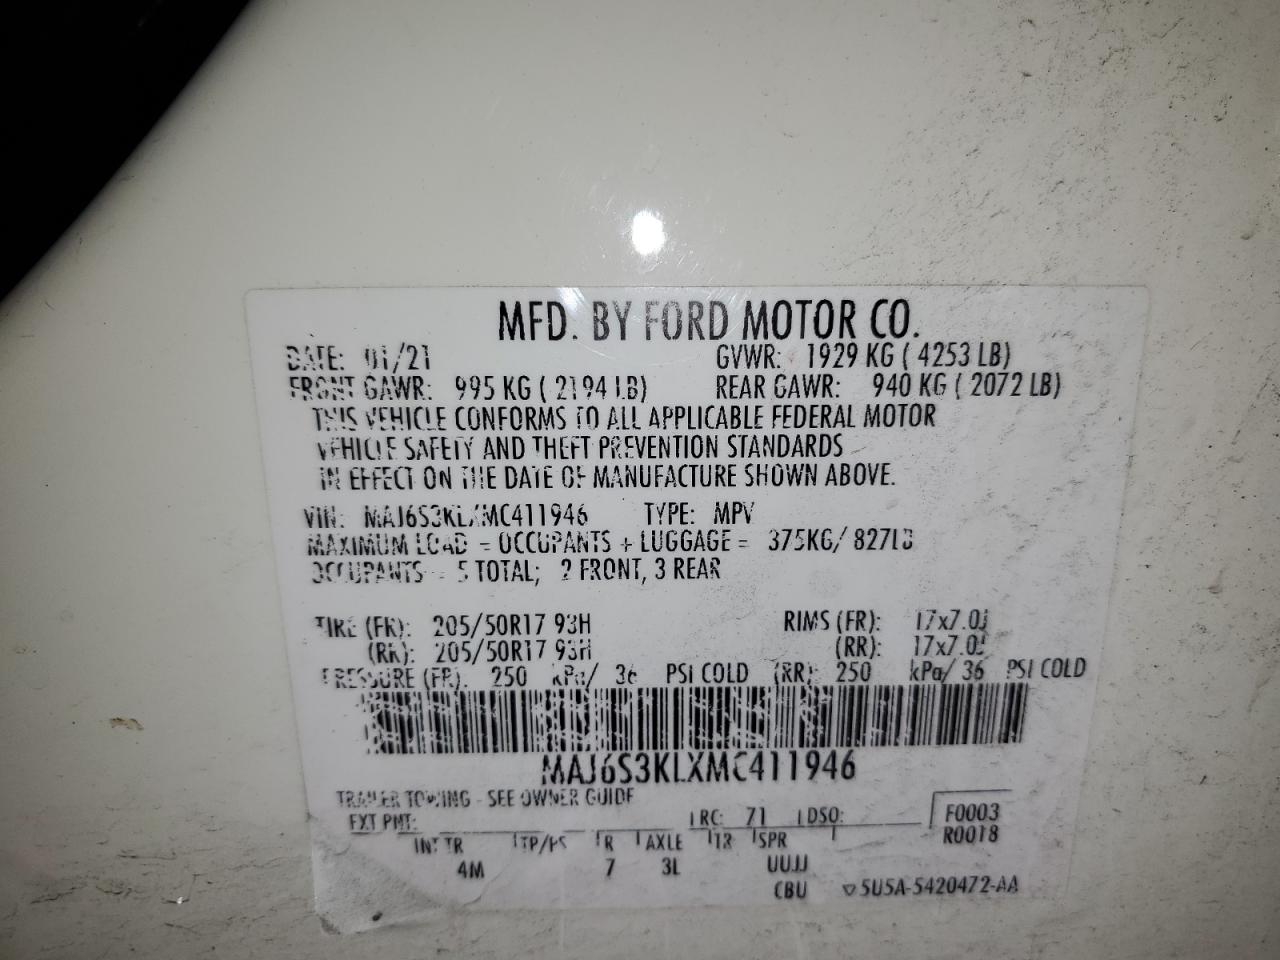 MFD. BY FORD MOTOR CO.
DATE: 01/21 GVWR: 1929 KG ( 4253 LB)
FRONT GAWR: 995 KG ( 2194 LB) REAR GAWR: 940 KG ( 2072 LB)
THIS VEHICLE CONFORMS TO ALL APPLICABLE FEDERAL MOTOR
VEHICLE SAFETY AND THEFT PREVENTION STANDARDS
IN EFFECT ON THE DATE OF MANUFACTURE SHOWN ABOVE.
VIN: MAJ6S3KLXMC411946 TYPE: MPV
MAXIMUM LOAD = OCCUPANTS + LUGGAGE = 375KG/ 827LB
OCCUPANTS - 5 TOTAL; 2 FRONT, 3 REAR
TIRE (FR): 205/50R17 93H RIMS (FR): 17x7.0J
(RR): 205/50R17 93H (RR): 17x7.0J
PRESSURE (FR): 250 kPa/ 36 PSI COLD (RR): 250 kPa/ 36 PSI COLD
MAJ6S3KLXMC411946
TRAILER TOWING - SEE OWNER GUIDE
EXT PNT: RC: 71 DSO: F0003
R0018
INT TR TP/PS R AXLE TR SPR
4M 7 3L UUJJ
CBU 5U5A-5420472-AA